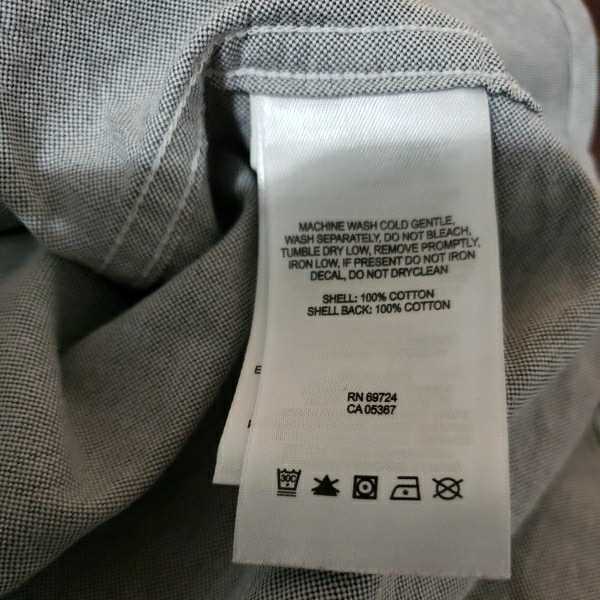 MACHINE WASH COLD GENTLE,
WASH SEPARATELY, DO NOT BLEACH,
TUMBLE DRY LOW, REMOVE PROMPTLY,
IRON LOW, IF PRESENT DO NOT IRON
DECAL, DO NOT DRYCLEAN
SHELL: 100% COTTON
SHELL BACK: 100% COTTON
E
RN 69724
CA 05367
30C